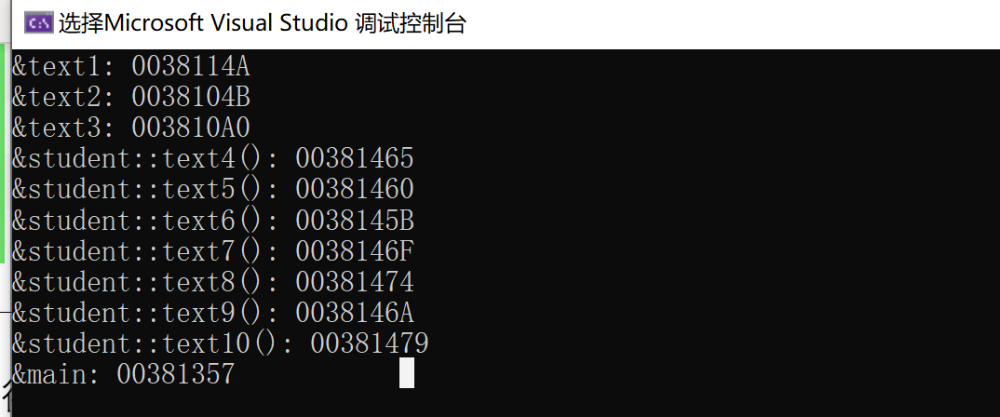 选择Microsoft Visual Studio 调试控制台
&text1: 0038114A
&text2: 0038104B
&text3: 003810A0
&student::text4(): 00381465
&student::text5(): 00381460
&student::text6(): 0038145B
&student::text7(): 0038146F
&student::text8(): 00381474
&student::text9(): 0038146A
&student::text10(): 00381479
&main: 00381357